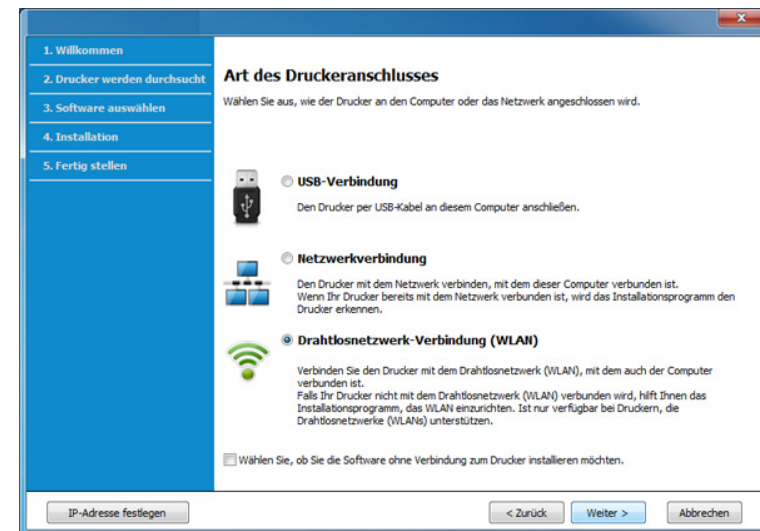 1. Willkommen
2. Drucker werden durchsucht
3. Software auswählen
4. Installation
5. Fertig stellen
Art des Druckeranschlusses
Wählen Sie aus, wie der Drucker an den Computer oder das Netzwerk angeschlossen wird.
USB-Verbindung
Den Drucker per USB-Kabel an diesem Computer anschließen.
Netzwerkverbindung
Den Drucker mit dem Netzwerk verbinden, mit dem dieser Computer verbunden ist.
Wenn Ihr Drucker bereits mit dem Netzwerk verbunden ist, wird das Installationsprogramm den
Drucker erkennen.
Drahtlosnetzwerk-Verbindung (WLAN)
Verbinden Sie den Drucker mit dem Drahtlosnetzwerk (WLAN), mit dem auch der Computer
verbunden ist.
Falls Ihr Drucker nicht mit dem Drahtlosnetzwerk (WLAN) verbunden wird, hilft Ihnen das
Installationsprogramm, das WLAN einzurichten. Ist nur verfügbar bei Druckern, die
Drahtlosnetzwerke (WLANs) unterstützen.
Wählen Sie, ob Sie die Software ohne Verbindung zum Drucker installieren möchten.
IP-Adresse festlegen
< Zurück
Weiter >
Abbrechen